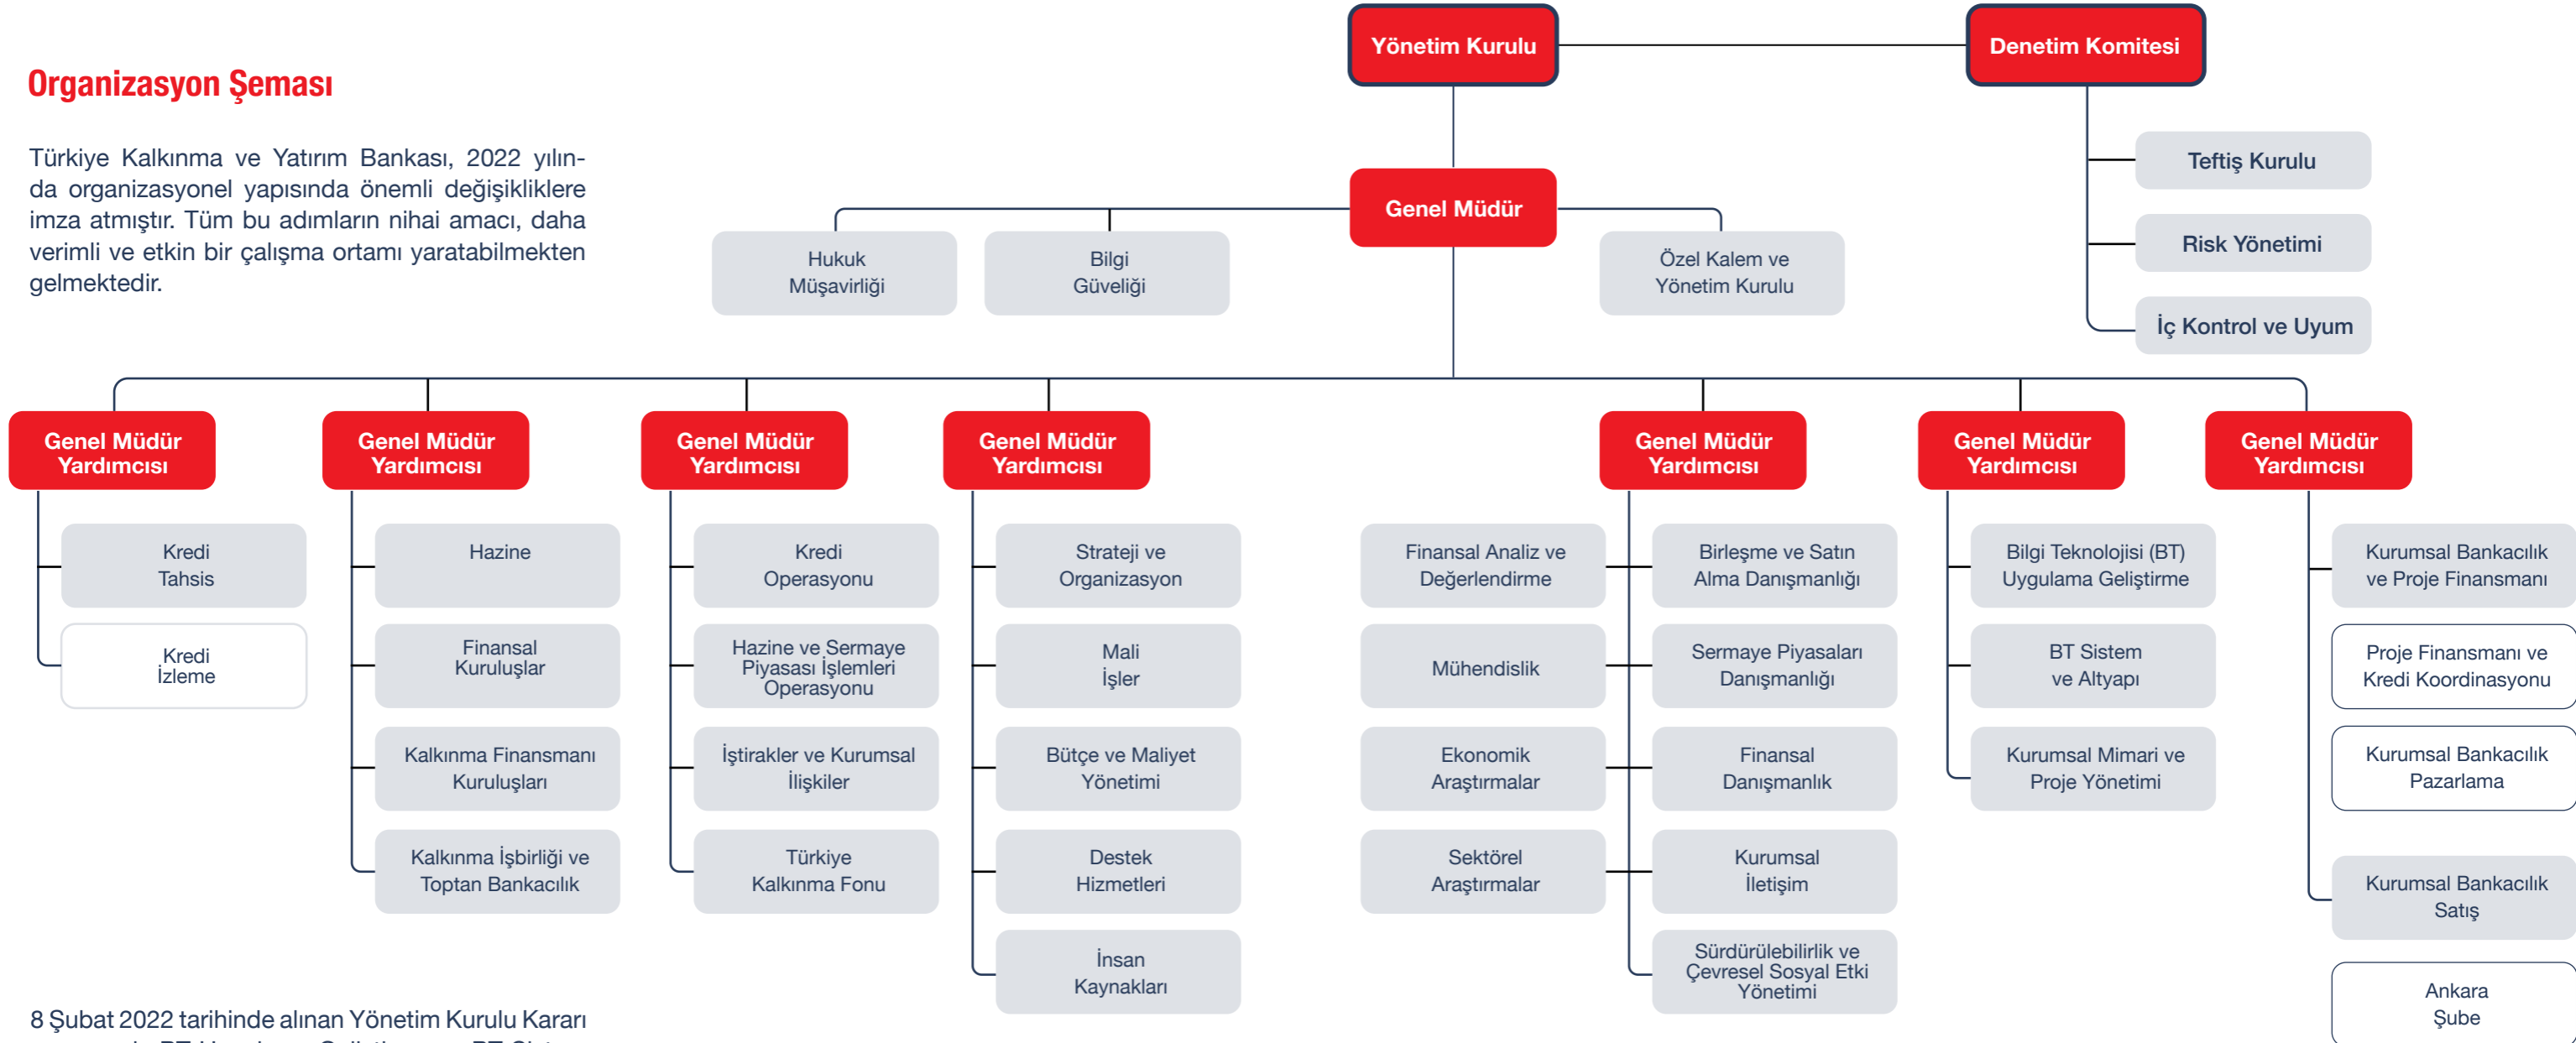 Organizasyon Şeması
Türkiye Kalkınma ve Yatırım Bankası, 2022 yılın-
da organizasyonel yapısında önemli değişikliklere
imza atmıştır. Tüm bu adımların nihai amacı, daha
verimli ve etkin bir çalışma ortamı yaratabilmekten
gelmektedir.
Yönetim Kurulu
Denetim Komitesi
Teftiş Kurulu
Risk Yönetimi
İç Kontrol ve Uyum
Genel Müdür
Hukuk
Müşavirliği
Bilgi
Güveliği
Özel Kalem ve
Yönetim Kurulu
Genel Müdür
Yardımcısı
Kredi
Tahsis
Kredi
İzleme
Genel Müdür
Yardımcısı
Hazine
Finansal
Kuruluşlar
Kalkınma Finansmanı
Kuruluşları
Kalkınma İşbirliği ve
Toptan Bankacılık
Genel Müdür
Yardımcısı
Kredi
Operasyonu
Hazine ve Sermaye
Piyasası İşlemleri
Operasyonu
İştirakler ve Kurumsal
İlişkiler
Türkiye
Kalkınma Fonu
Genel Müdür
Yardımcısı
Strateji ve
Organizasyon
Mali
İşler
Bütçe ve Maliyet
Yönetimi
Destek
Hizmetleri
İnsan
Kaynakları
Genel Müdür
Yardımcısı
Finansal Analiz ve
Değerlendirme
Mühendislik
Ekonomik
Araştırmalar
Sektörel
Araştırmalar
Birleşme ve Satın
Alma Danışmanlığı
Sermaye Piyasaları
Danışmanlığı
Finansal
Danışmanlık
Kurumsal
İletişim
Sürdürülebilirlik ve
Çevresel Sosyal Etki
Yönetimi
Genel Müdür
Yardımcısı
Bilgi Teknolojisi (BT)
Uygulama Geliştirme
BT Sistem
ve Altyapı
Kurumsal Mimari ve
Proje Yönetimi
Genel Müdür
Yardımcısı
Kurumsal Bankacılık
ve Proje Finansmanı
Proje Finansmanı ve
Kredi Koordinasyonu
Kurumsal Bankacılık
Pazarlama
Kurumsal Bankacılık
Satış
Ankara
Şube
8 Şubat 2022 tarihinde alınan Yönetim Kurulu Kararı